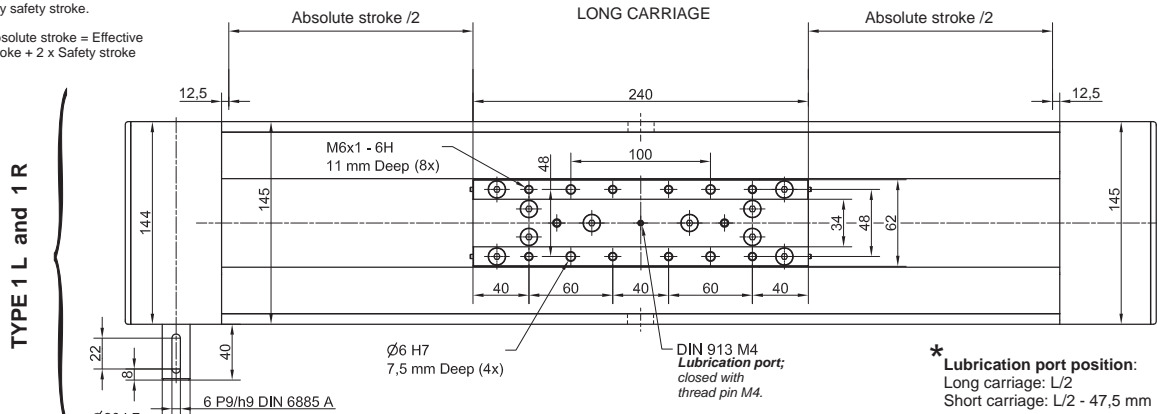 safety stroke.
Absolute stroke /2
LONG CARRIAGE
Absolute stroke /2
stroke = Effective
+ 2 x Safety stroke
12,5
240
12,5
M6x1 - 6H
11 mm Deep (8x)
48
100
TYPE 1 L and 1 R
144
145
34
48
62
145
40
60
40
60
40
22
8
40
Ø6 H7
7,5 mm Deep (4x)
DIN 913 M4
Lubrication port;
closed with
thread pin M4.
*Lubrication port position:
Long carriage: L/2
Short carriage: L/2 - 47,5 mm
6 P9/h9 DIN 6885 A